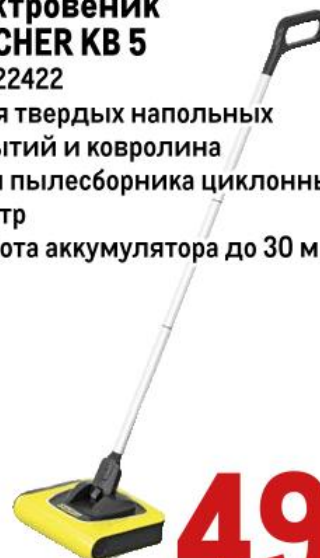 ктровеник
CHER KB 5
22422
я твердых напольных
ытий и ковролина
п пылесборника циклонны
тр
ота аккумулятора до 30 м
49